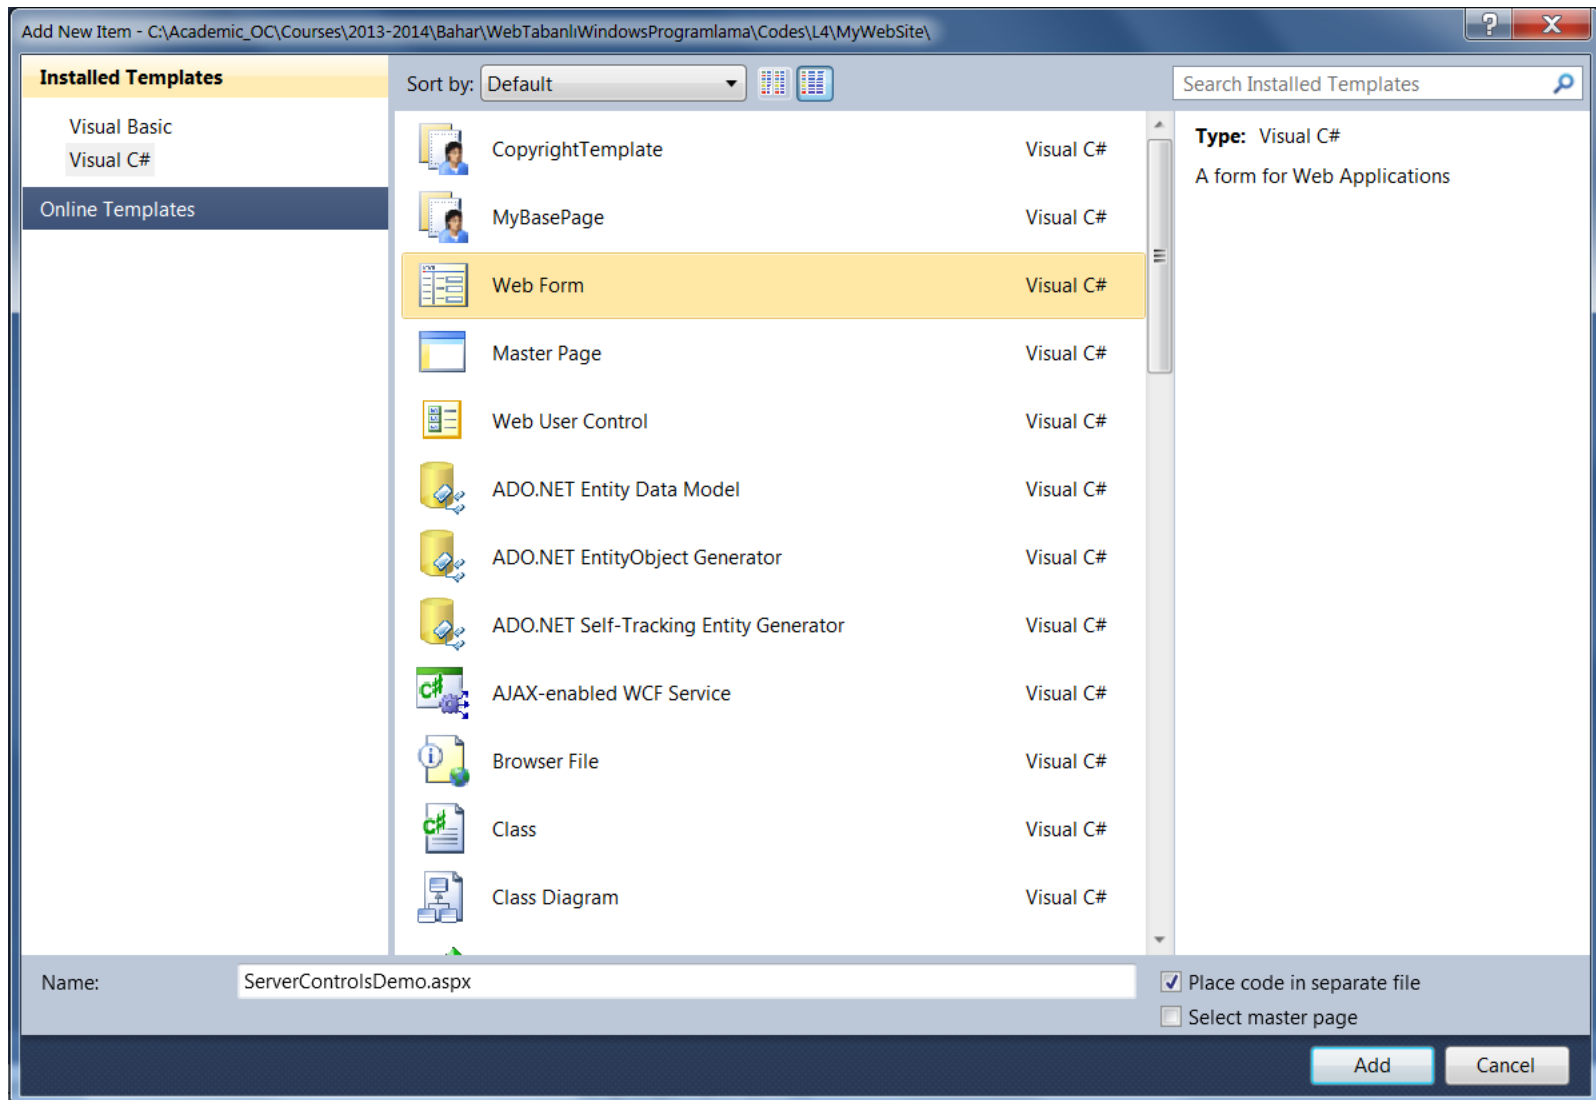 Add New Item - C:\Academic_OC\Courses\2013-2014\Bahar\WebTabanlıWindowsProgramlama\Codes\L4\MyWebSite\
Installed Templates
Visual Basic
Visual C#
Online Templates
Sort by: Default
Search Installed Templates
CopyrightTemplate Visual C#
MyBasePage Visual C#
Web Form Visual C#
Master Page Visual C#
Web User Control Visual C#
ADO.NET Entity Data Model Visual C#
ADO.NET EntityObject Generator Visual C#
ADO.NET Self-Tracking Entity Generator Visual C#
AJAX-enabled WCF Service Visual C#
Browser File Visual C#
Class Visual C#
Class Diagram Visual C#
Type: Visual C#
A form for Web Applications
Name: ServerControlsDemo.aspx
Place code in separate file
Select master page
Add Cancel